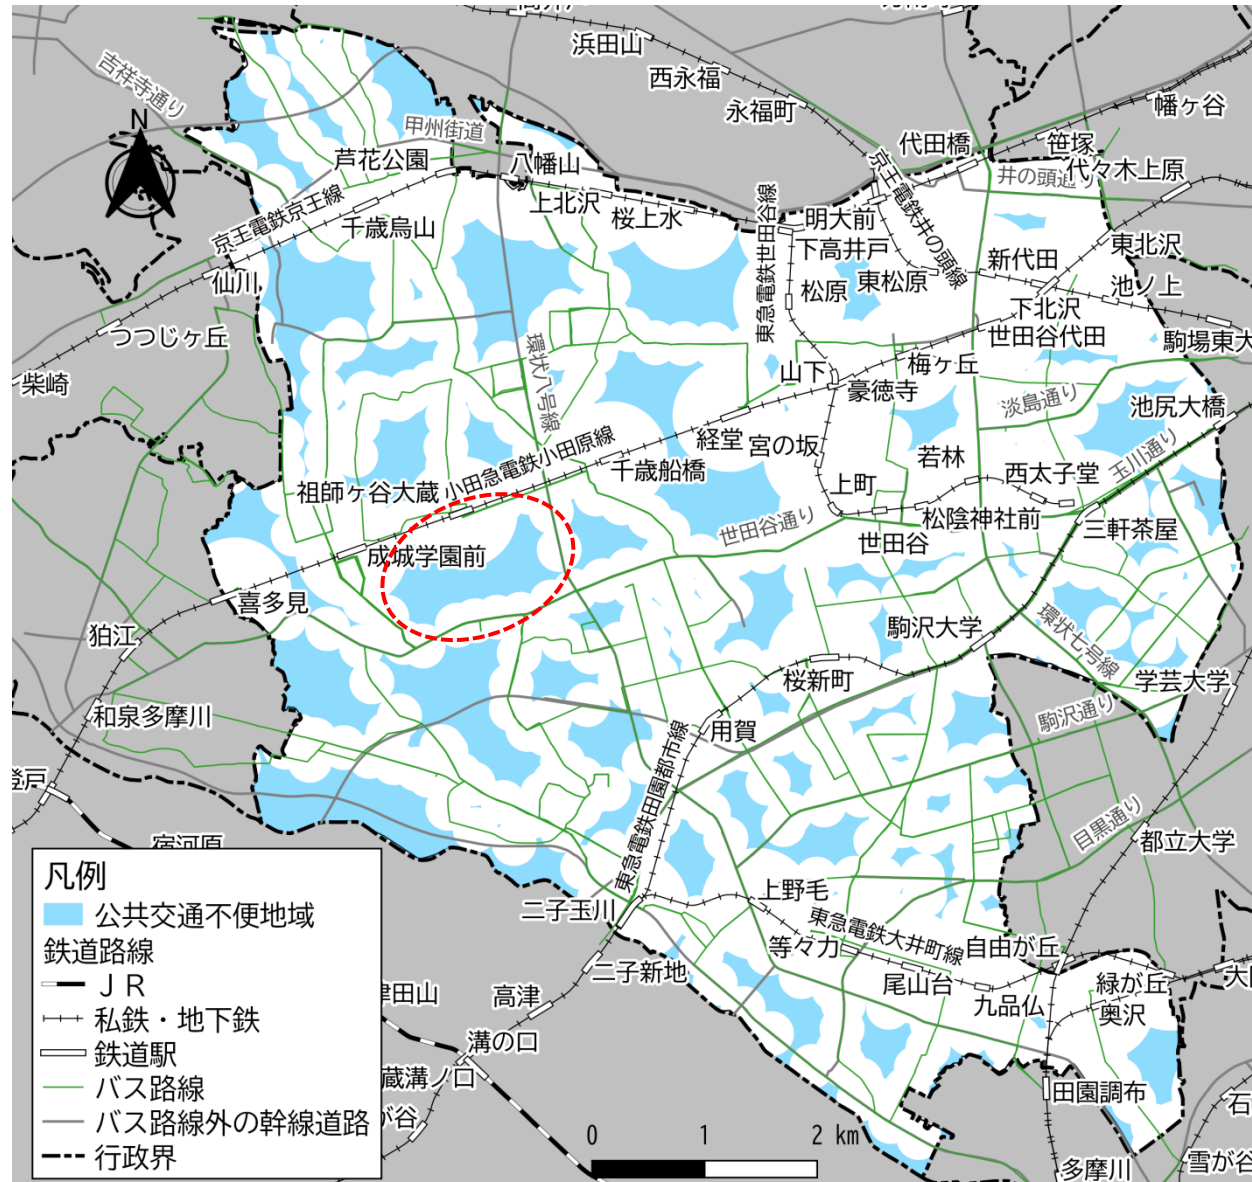 浜田山
西永福
永福町
吉祥寺通り
N
甲州街道
芦花公園
八幡山
代田橋
幡ヶ谷
笹塚
代々木上原
井の頭通り
京王電鉄京王線
千歳烏山
上北沢
桜上水
東急電鉄世田谷線
明大前
京王電鉄井の頭線
下高井戸
東松原
松原
新代田
東北沢
池ノ上
下北沢
世田谷代田
駒場東大
仙川
つつじヶ丘
柴崎
環状八号線
山下
豪徳寺
梅ヶ丘
淡島通り
池尻大橋
玉川通り
経堂
宮の坂
若林
西太子堂
小田急電鉄小田原線
千歳船橋
祖師ヶ谷大蔵
上町
世田谷通り
世田谷
松陰神社前
三軒茶屋
成城学園前
喜多見
狛江
駒沢大学
環状七号線
学芸大学
桜新町
駒沢通り
和泉多摩川
用賀
東急電鉄田園都市線
登戸
宿河原
目黒通り
都立大学
上野毛
二子玉川
東急電鉄大井町線
等々力
自由が丘
二子新地
尾山台
九品仏
緑が丘
奥沢
津田山
高津
溝の口
蔵溝ノ口
が谷
田園調布
多摩川
雪が谷
凡例
公共交通不便地域
鉄道路線
ＪＲ
私鉄・地下鉄
鉄道駅
バス路線
バス路線外の幹線道路
行政界
0 1 2 km